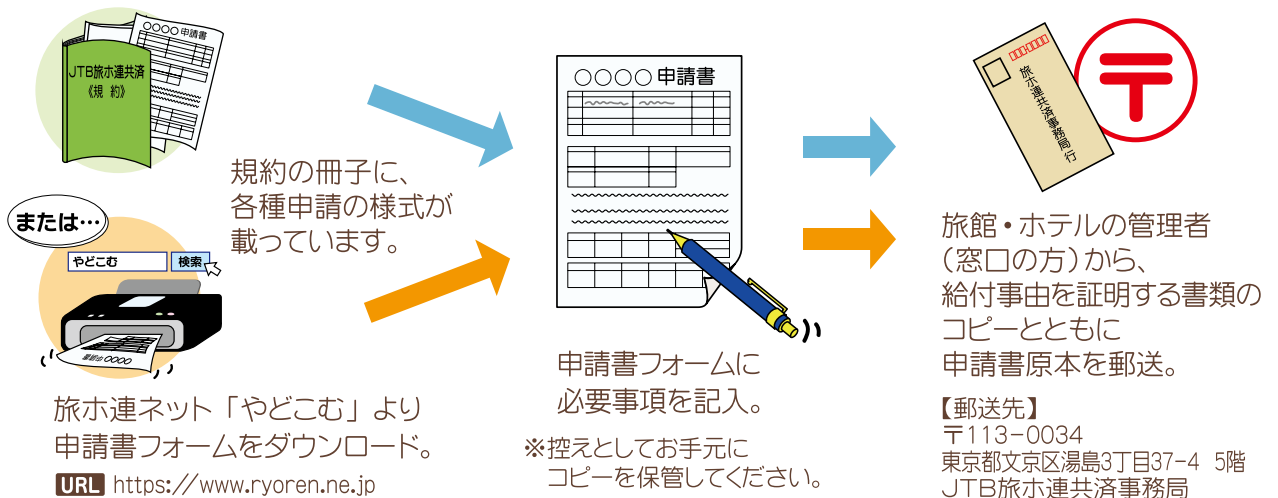 〇〇〇〇申請書
JTB旅ホ連共済
《規 約》
規約の冊子に、
各種申請の様式が
載っています。
または…
やどこむ
検索
旅ホ連ネット「やどこむ」より
申請書フォームをダウンロード。
URL https://www.ryoren.ne.jp
〇〇〇〇申請書
申請書フォームに
必要事項を記入。
※控えとしてお手元に
コピーを保管してください。
旅ホ連共済事務局行
〒
旅館・ホテルの管理者
(窓口の方)から、
給付事由を証明する書類の
コピーとともに
申請書原本を郵送。
【郵送先】
〒113-0034
東京都文京区湯島3丁目37-4 5階
JTB旅ホ連共済事務局